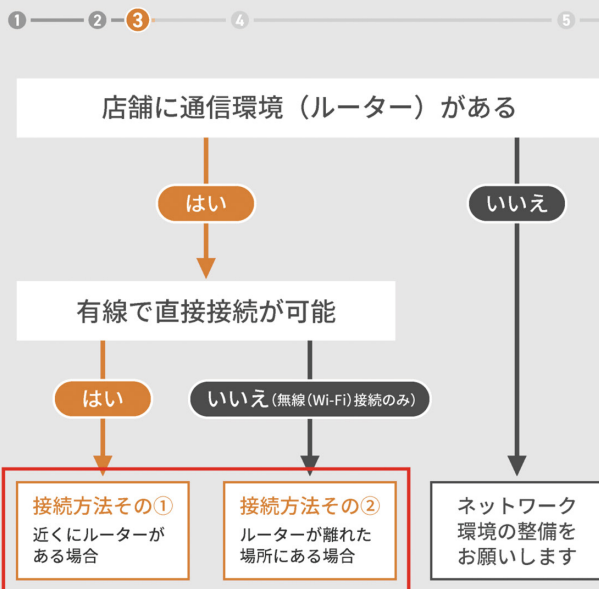 1 2 3 4 5
店舗に通信環境（ルーター）がある
はい
いいえ
有線で直接接続が可能
はい
いいえ(無線(Wi-Fi)接続のみ)
接続方法その①
近くにルーターが
ある場合
接続方法その②
ルーターが離れた
場所にある場合
ネットワーク
環境の整備を
お願いします